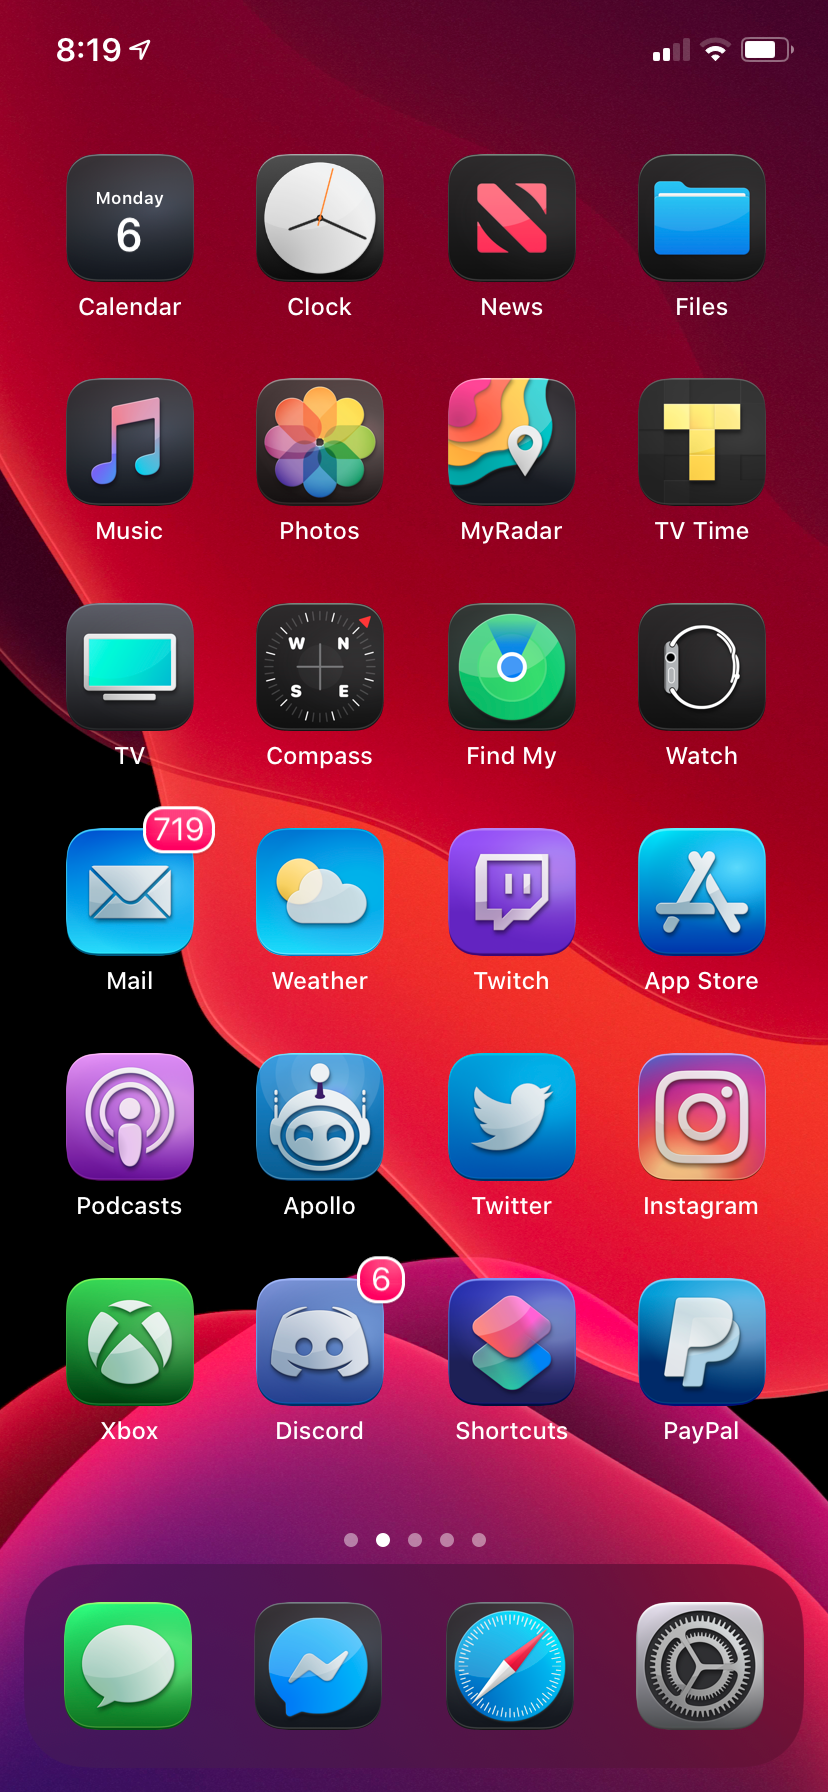 8:19
Monday
6
Calendar Clock News Files
T
Music Photos MyRadar TV Time
W N
S E
TV Compass Find My Watch
719
Mail Weather Twitch App Store
Podcasts Apollo Twitter Instagram
6
Xbox Discord Shortcuts PayPal